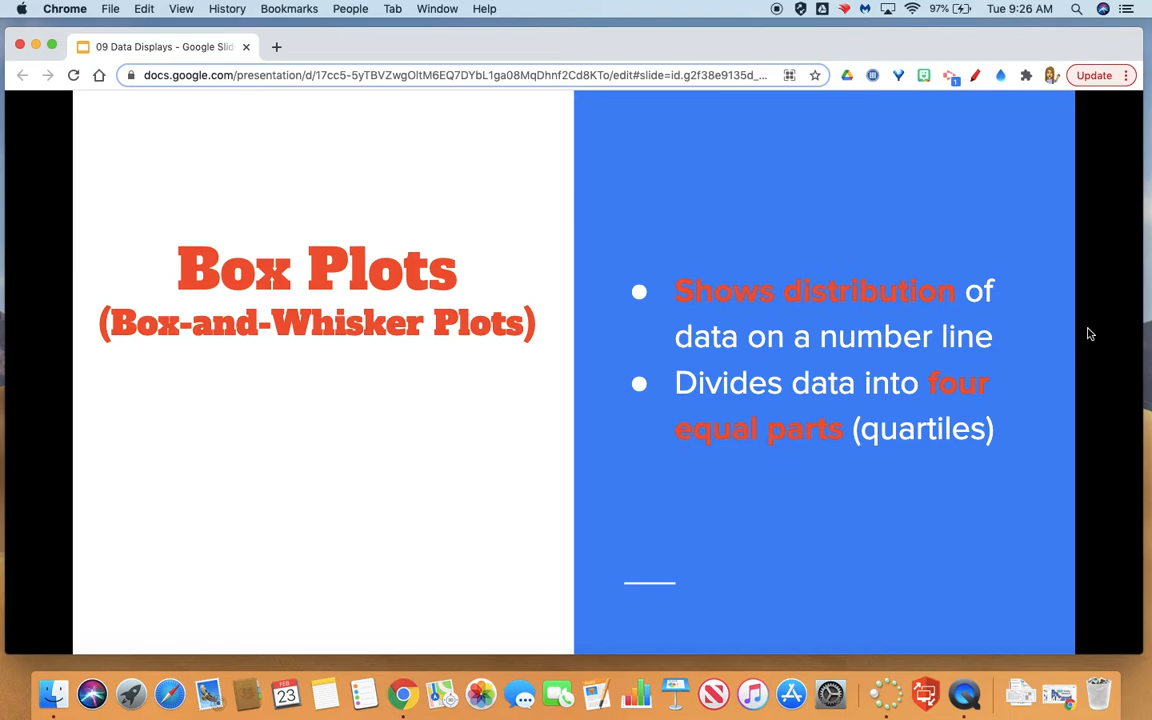 Chrome File Edit View History Bookmarks People Tab Window Help 97% Tue 9:26 AM
09 Data Displays - Google Slid
docs.google.com/presentation/d/17cc5-5yTBVZwgOltM6EQ7DYbL1ga08MqDhnf2Cd8KTo/edit#slide=id.g2f38e9135d_... 1 Update
Box Plots
(Box-and-Whisker Plots)
● Shows distribution of
data on a number line
● Divides data into four
equal parts (quartiles)
FEB
23